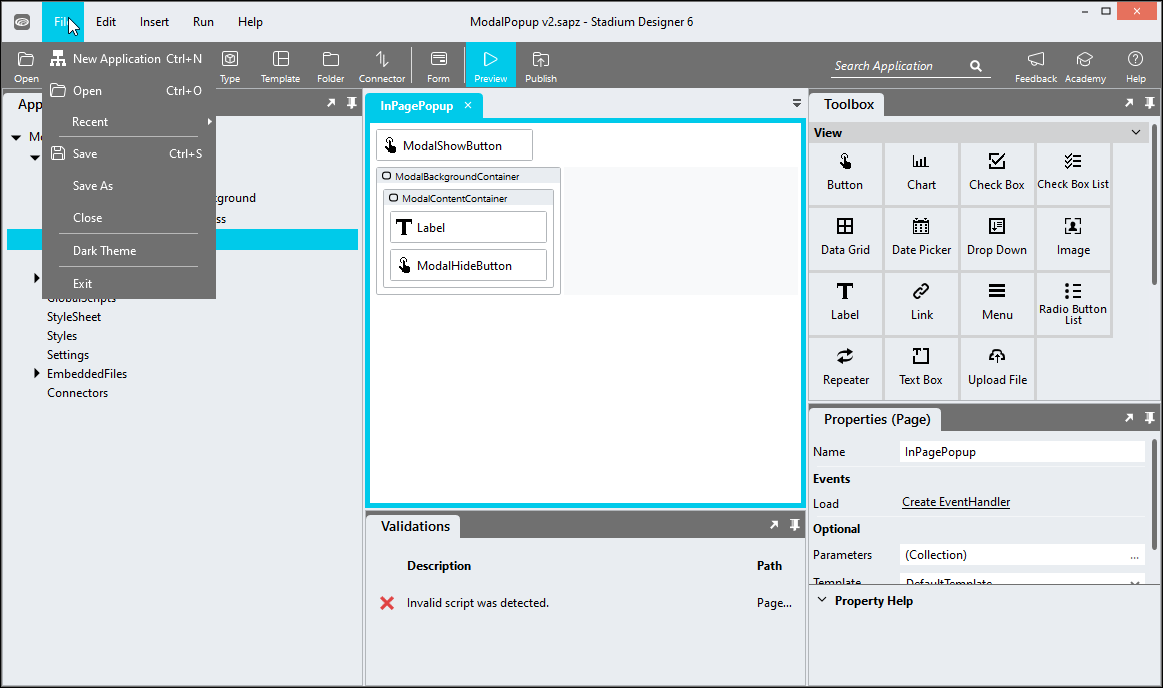 File Edit Insert Run Help
ModalPopup v2.sapz - Stadium Designer 6
Open
Type Template Folder Connector Form Preview Publish
Search Application
Feedback Academy Help
New Application Ctrl+N
Open Ctrl+O
Recent
Save Ctrl+S
Save As
Close
Dark Theme
Exit
GlobalScripts
StyleSheet
Styles
Settings
EmbeddedFiles
Connectors
InPagePopup
ModalShowButton
ModalBackgroundContainer
ModalContentContainer
Label
ModalHideButton
Validations
Description Path
Invalid script was detected. Page...
Toolbox
View
Button Chart Check Box Check Box List
Data Grid Date Picker Drop Down Image
Label Link Menu Radio Button
List
Repeater Text Box Upload File
Properties (Page)
Name InPagePopup
Events
Load Create EventHandler
Optional
Parameters (Collection) ...
Template DefaultTemplate
Property Help